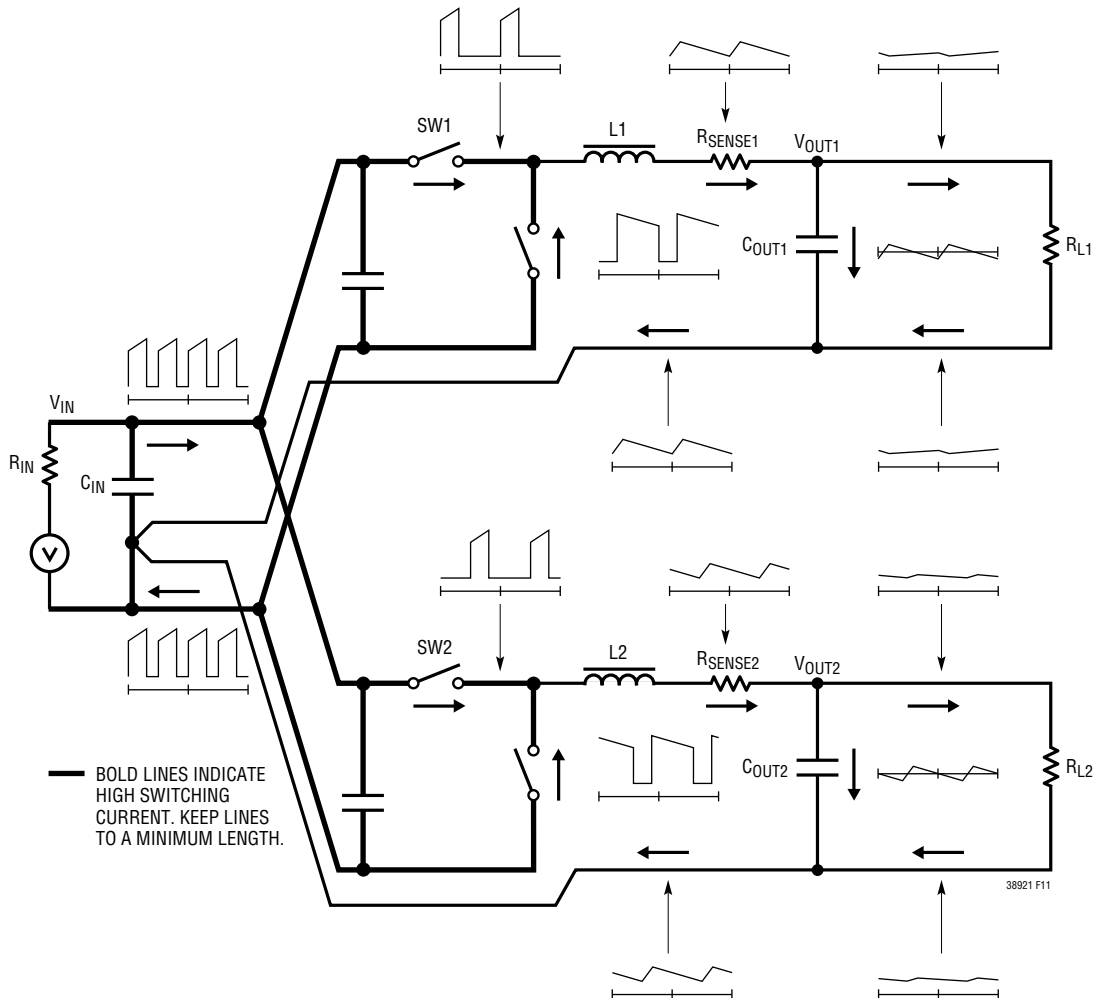 SW1
L1
RSENSE1
VOUT1
COUT1
RL1
VIN
RIN
CIN
V
SW2
L2
RSENSE2
VOUT2
COUT2
RL2
BOLD LINES INDICATE
HIGH SWITCHING
CURRENT. KEEP LINES
TO A MINIMUM LENGTH.
38921 F11